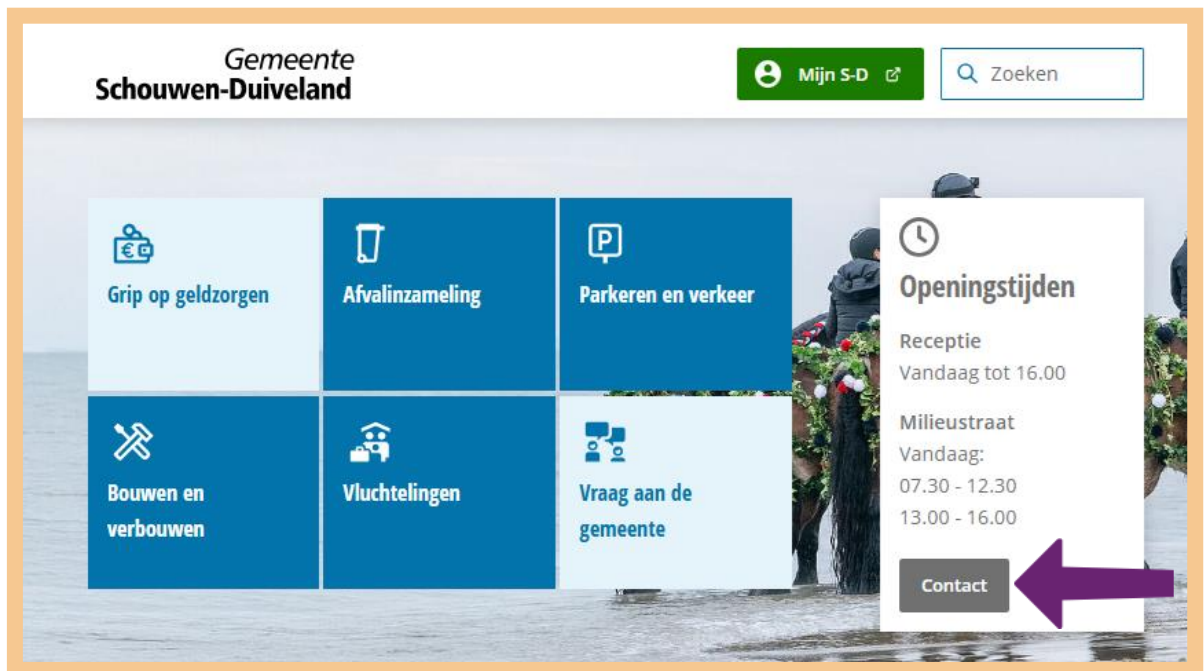 Gemeente
Schouwen-Duiveland
Mijn S-D
Zoeken
Grip op geldzorgen
Afvalinzameling
Parkeren en verkeer
Bouwen en
verbouwen
Vluchtelingen
Vraag aan de
gemeente
Openingstijden
Receptie
Vandaag tot 16.00
Milieustraat
Vandaag:
07.30 - 12.30
13.00 - 16.00
Contact